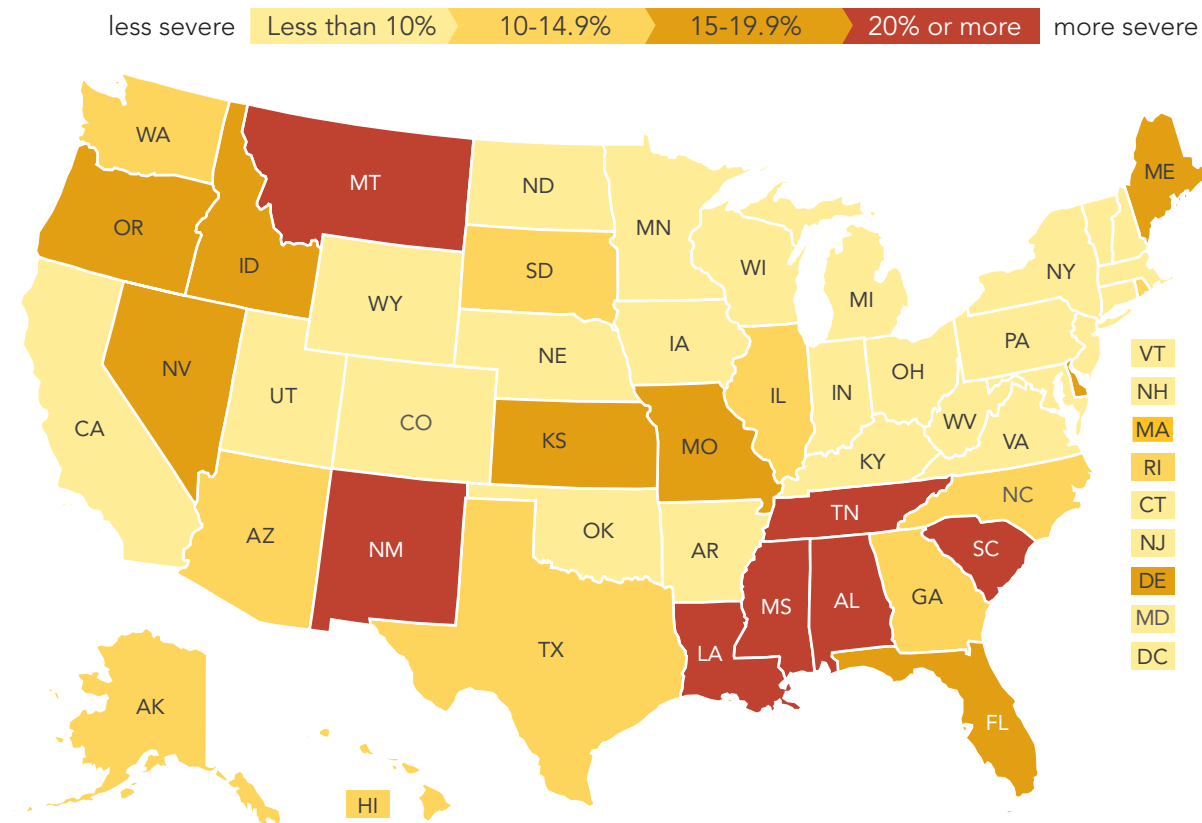 less severe Less than 10% 10-14.9% 15-19.9% 20% or more more severe
WA
MT
ND
MN
ME
OR
ID
SD
WI
NY
WY
MI
NV
NE
IA
PA
VT
UT
CO
IL
IN
OH
NH
CA
KS
MO
WV
VA
MA
KY
RI
AZ
NM
OK
AR
TN
NC
CT
SC
NJ
MS
AL
GA
DE
TX
LA
MD
DC
AK
FL
HI